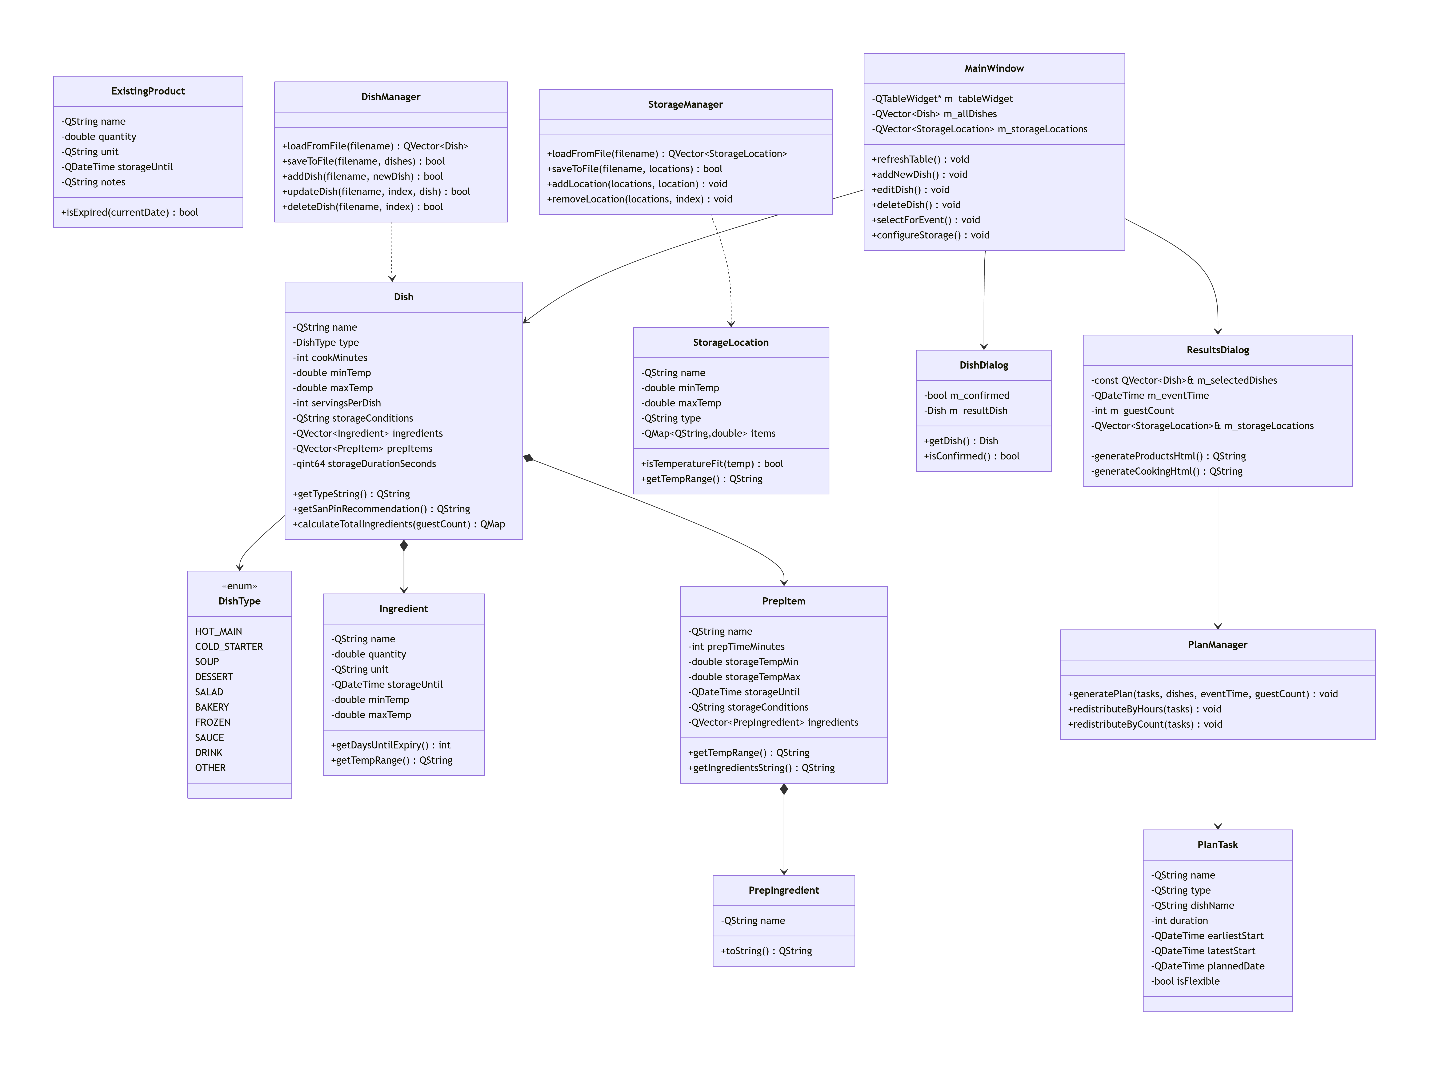 ExistingProduct
-QString name
-double quantity
-QString unit
-QDateTime storageUntil
-QString notes
+isExpired(currentDate) : bool
DishManager
+loadFromFile(filename) : QVector<Dish>
+saveToFile(filename, dishes) : bool
+addDish(filename, newDish) : bool
+updateDish(filename, index, dish) : bool
+deleteDish(filename, index) : bool
StorageManager
+loadFromFile(filename) : QVector<StorageLocation>
+saveToFile(filename, locations) : bool
+addLocation(locations, location) : void
+removeLocation(locations, index) : void
MainWindow
-QTableWidget* m_tableWidget
-QVector<Dish> m_allDishes
-QVector<StorageLocation> m_storageLocations
+refreshTable() : void
+addNewDish() : void
+editDish() : void
+deleteDish() : void
+selectForEvent() : void
+configureStorage() : void
Dish
-QString name
-DishType type
-int cookMinutes
-double minTemp
-double maxTemp
-int servingsPerDish
-QString storageConditions
-QVector<Ingredient> ingredients
-QVector<PrepItem> prepItems
-qint64 storageDurationSeconds
+getTypeString() : QString
+getSanPinRecommendation() : QString
+calculateTotalIngredients(guestCount) : QMap
StorageLocation
-QString name
-double minTemp
-double maxTemp
-QString type
-QMap<QString,double> items
+isTemperatureFit(temp) : bool
+getTempRange() : QString
DishDialog
-bool m_confirmed
-Dish m_resultDish
+getDish() : Dish
+isConfirmed() : bool
ResultsDialog
-const QVector<Dish>& m_selectedDishes
-QDateTime m_eventTime
-int m_guestCount
-QVector<StorageLocation>& m_storageLocations
-generateProductsHtml() : QString
-generateCookingHtml() : QString
«enum»
DishType
HOT_MAIN
COLD_STARTER
SOUP
DESSERT
SALAD
BAKERY
FROZEN
SAUCE
DRINK
OTHER
Ingredient
-QString name
-double quantity
-QString unit
-QDateTime storageUntil
-double minTemp
-double maxTemp
+getDaysUntilExpiry() : int
+getTempRange() : QString
PrepItem
-QString name
-int prepTimeMinutes
-double storageTempMin
-double storageTempMax
-QDateTime storageUntil
-QString storageConditions
-QVector<PrepIngredient> ingredients
+getTempRange() : QString
+getIngredientsString() : QString
PlanManager
+generatePlan(tasks, dishes, eventTime, guestCount) : void
+redistributeByHours(tasks) : void
+redistributeByCount(tasks) : void
PrepIngredient
-QString name
+toString() : QString
PlanTask
-QString name
-QString type
-QString dishName
-int duration
-QDateTime earliestStart
-QDateTime latestStart
-QDateTime plannedDate
-bool isFlexible